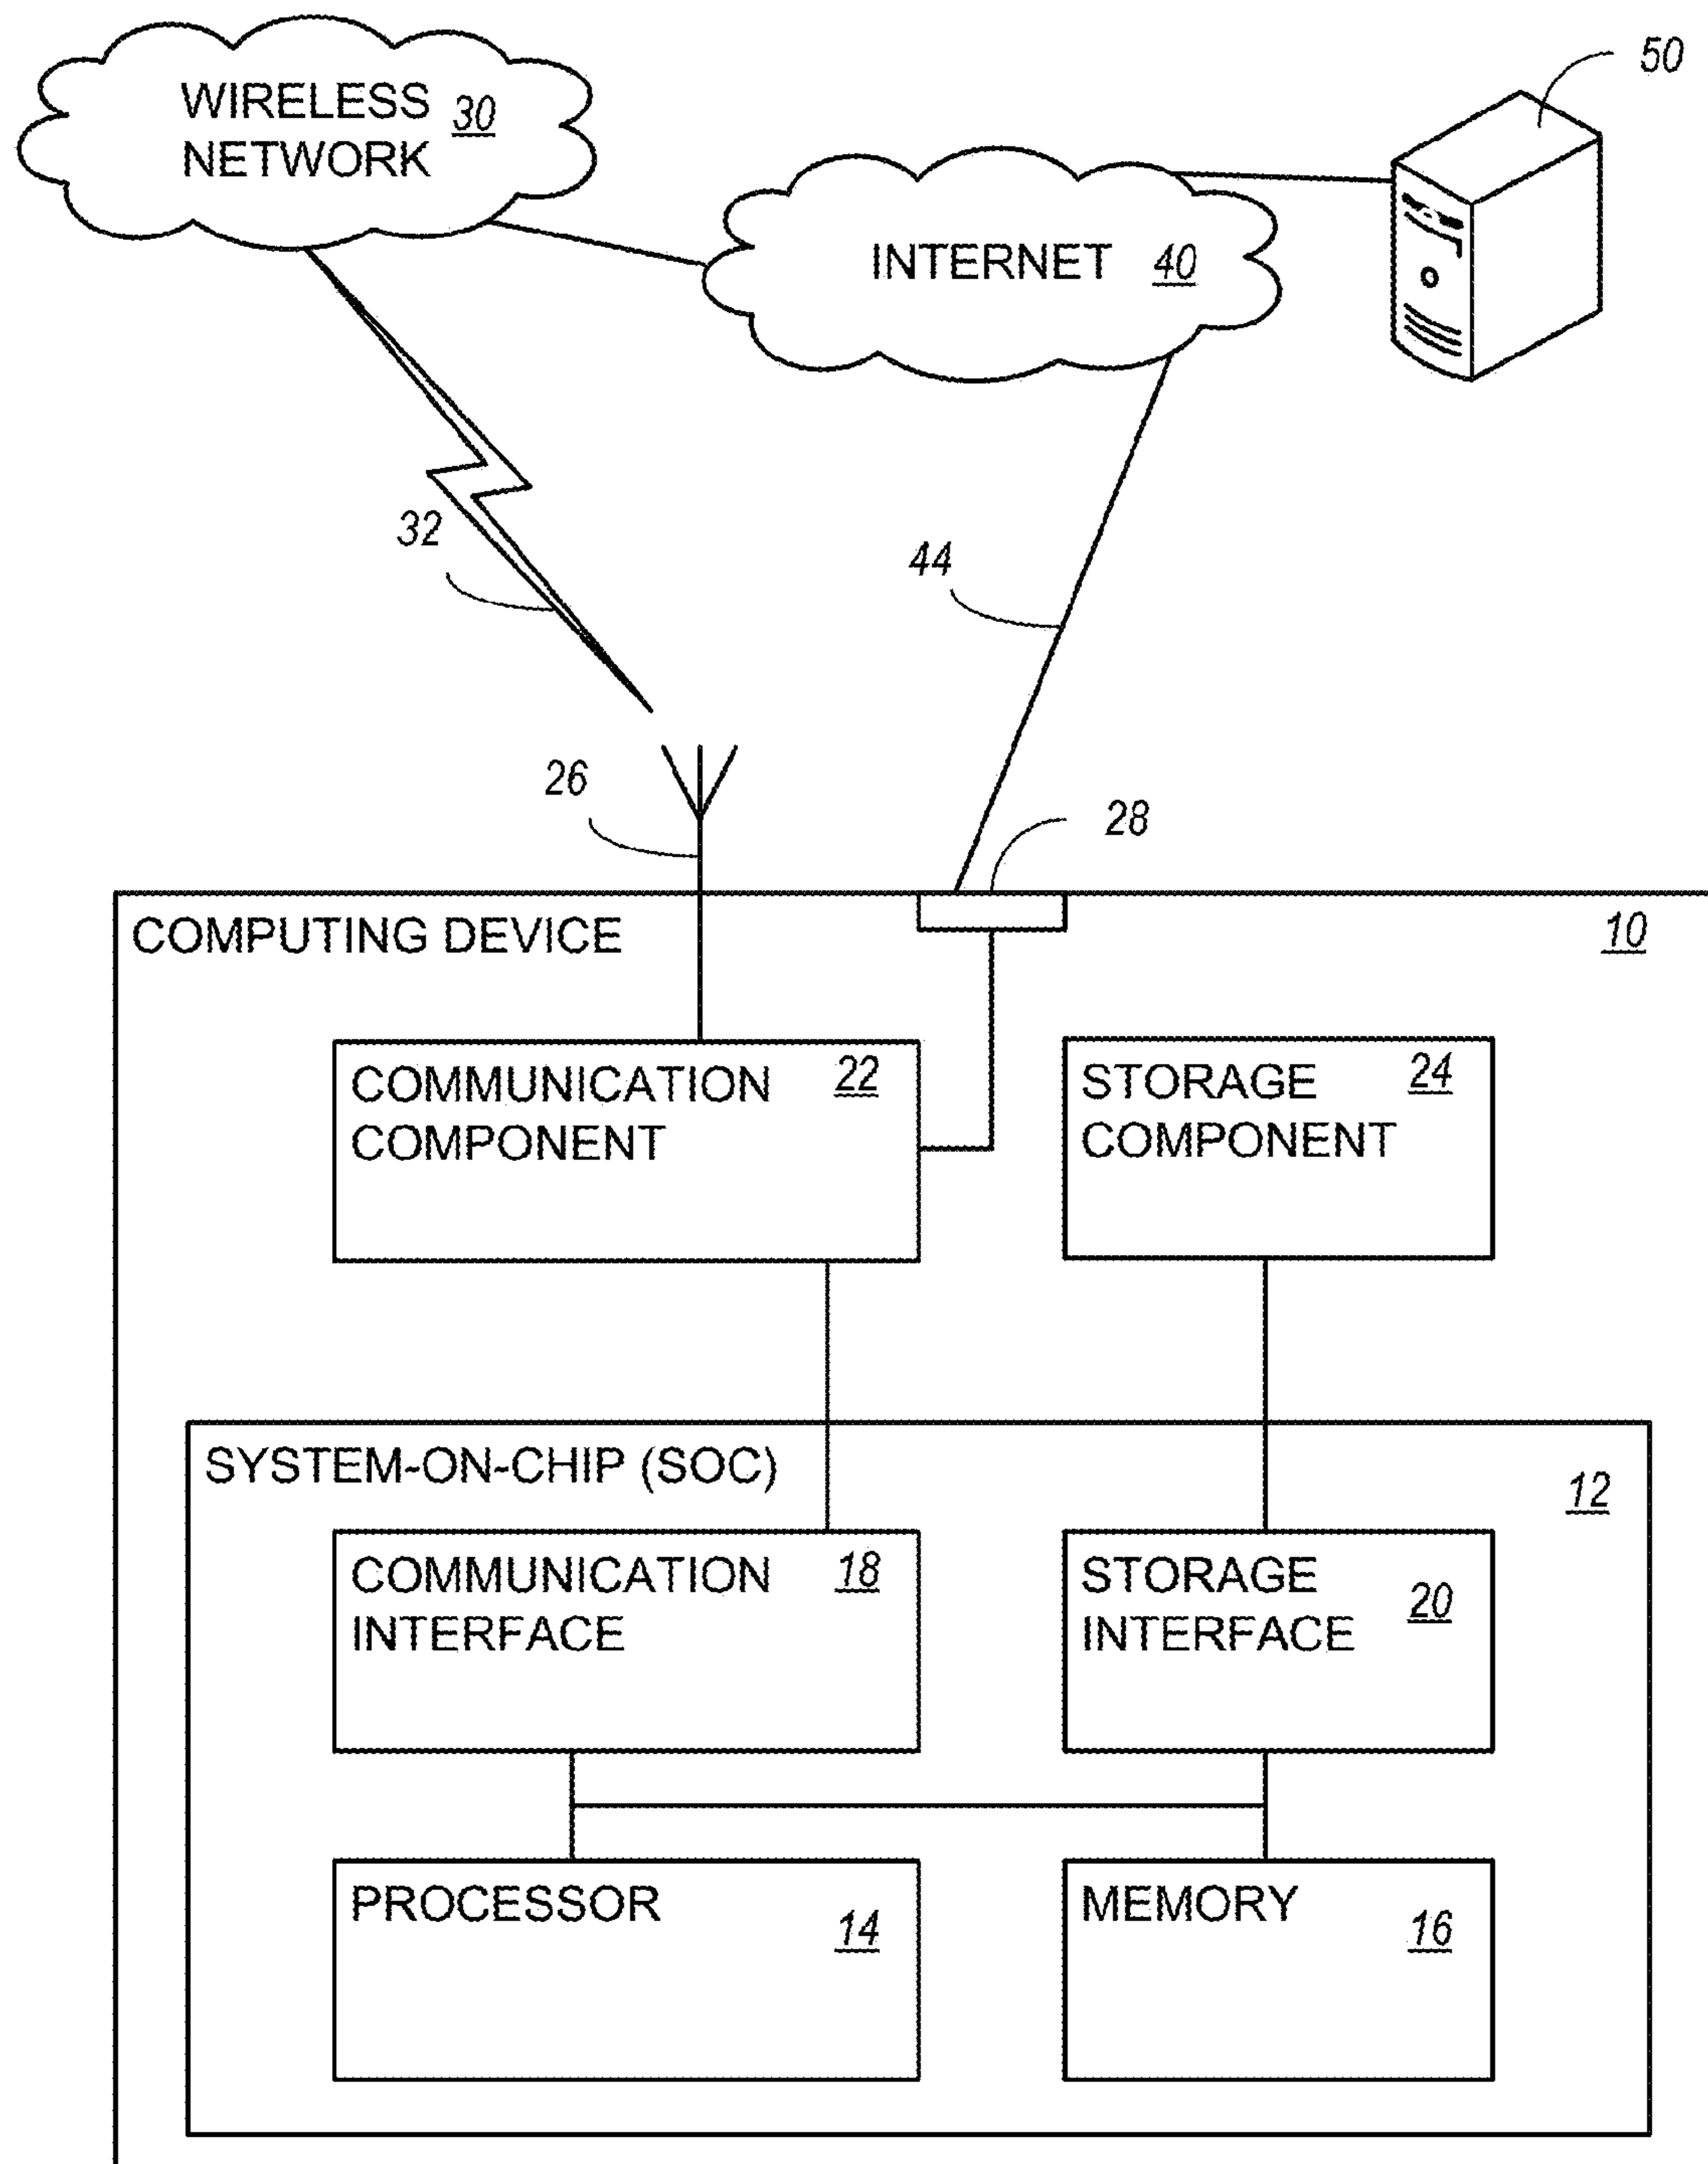 WIRELESS
NETWORK
30
50
INTERNET 40
32
44
26
28
COMPUTING DEVICE
10
COMMUNICATION
COMPONENT
22
STORAGE
COMPONENT
24
SYSTEM-ON-CHIP (SOC)
12
COMMUNICATION
INTERFACE
18
STORAGE
INTERFACE
20
PROCESSOR
14
MEMORY
16